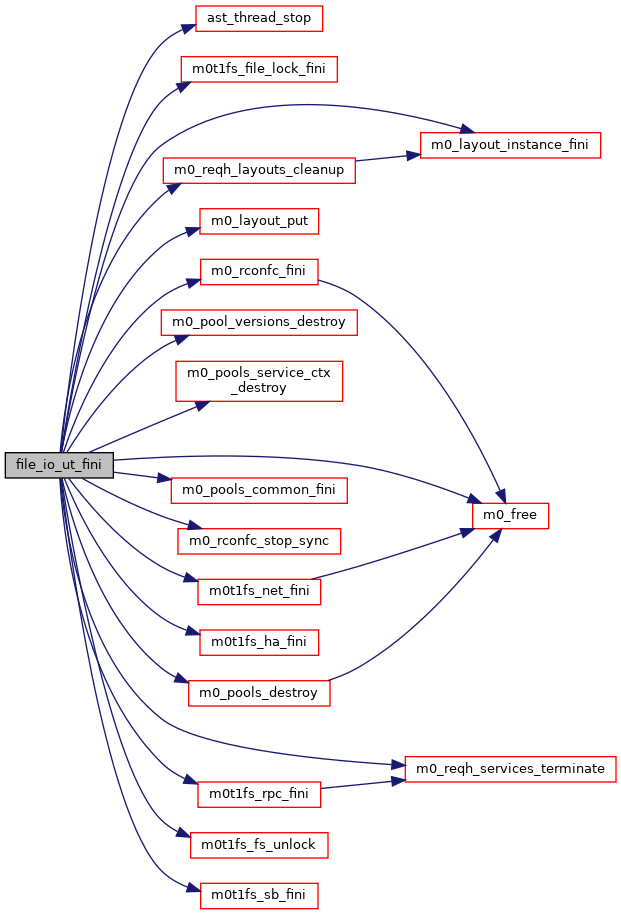 ast_thread_stop
m0t1fs_file_lock_fini
m0_layout_instance_fini
m0_reqh_layouts_cleanup
m0_layout_put
m0_rconfc_fini
m0_pool_versions_destroy
m0_pools_service_ctx
_destroy
file_io_ut_fini
m0_pools_common_fini
m0_free
m0_rconfc_stop_sync
m0t1fs_net_fini
m0t1fs_ha_fini
m0_pools_destroy
m0_reqh_services_terminate
m0t1fs_rpc_fini
m0t1fs_fs_unlock
m0t1fs_sb_fini